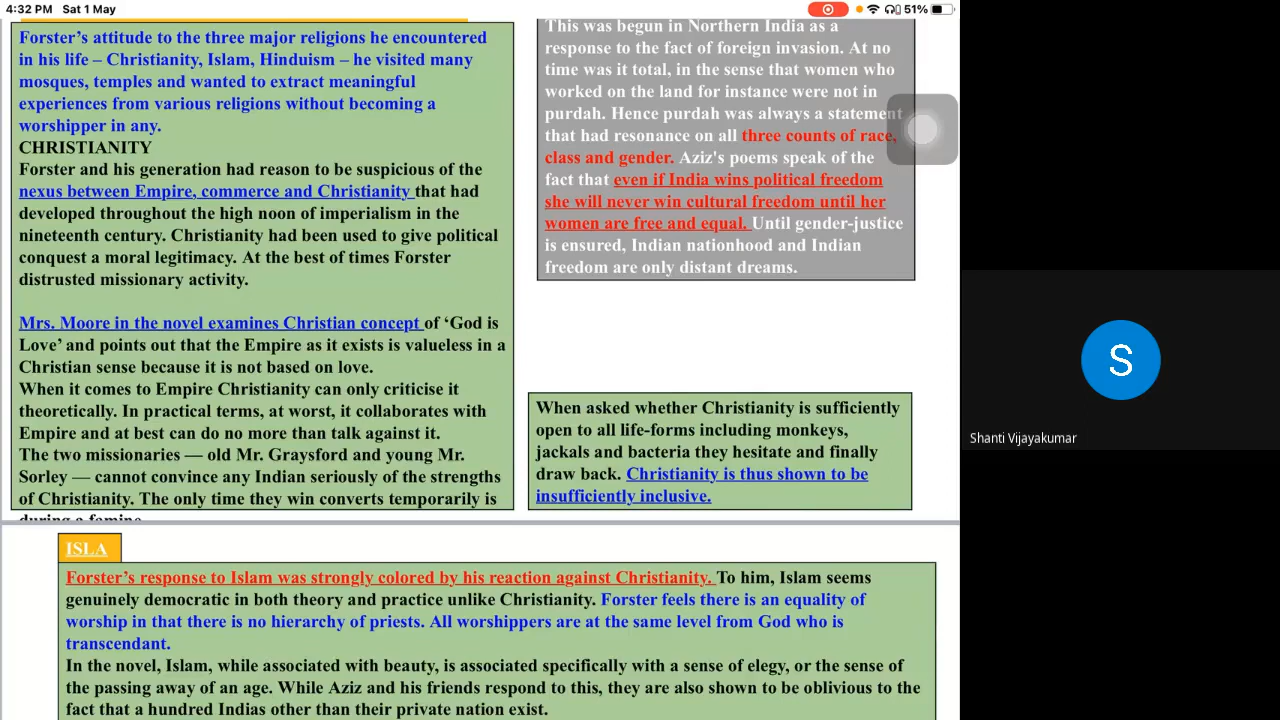 4:32 PM Sat 1 May
51%
Forster's attitude to the three major religions he encountered
in his life – Christianity, Islam, Hinduism – he visited many
mosques, temples and wanted to extract meaningful
experiences from various religions without becoming a
worshipper in any.
CHRISTIANITY
Forster and his generation had reason to be suspicious of the
nexus between Empire, commerce and Christianity that had
developed throughout the high noon of imperialism in the
nineteenth century. Christianity had been used to give political
conquest a moral legitimacy. At the best of times Forster
distrusted missionary activity.
Mrs. Moore in the novel examines Christian concept of ‘God is
Love’ and points out that the Empire as it exists is valueless in a
Christian sense because it is not based on love.
When it comes to Empire Christianity can only criticise it
theoretically. In practical terms, at worst, it collaborates with
Empire and at best can do no more than talk against it.
The two missionaries — old Mr. Graysford and young Mr.
Sorley — cannot convince any Indian seriously of the strengths
of Christianity. The only time they win converts temporarily is
during a famine.
This was begun in Northern India as a
response to the fact of foreign invasion. At no
time was it total, in the sense that women who
worked on the land for instance were not in
purdah. Hence purdah was always a statement
that had resonance on all three counts of race,
class and gender. Aziz's poems speak of the
fact that even if India wins political freedom
she will never win cultural freedom until her
women are free and equal. Until gender-justice
is ensured, Indian nationhood and Indian
freedom are only distant dreams.
When asked whether Christianity is sufficiently
open to all life-forms including monkeys,
jackals and bacteria they hesitate and finally
draw back. Christianity is thus shown to be
insufficiently inclusive.
ISLA
Forster’s response to Islam was strongly colored by his reaction against Christianity. To him, Islam seems
genuinely democratic in both theory and practice unlike Christianity. Forster feels there is an equality of
worship in that there is no hierarchy of priests. All worshippers are at the same level from God who is
transcendant.
In the novel, Islam, while associated with beauty, is associated specifically with a sense of elegy, or the sense of
the passing away of an age. While Aziz and his friends respond to this, they are also shown to be oblivious to the
fact that a hundred Indias other than their private nation exist.
S
Shanti Vijayakumar